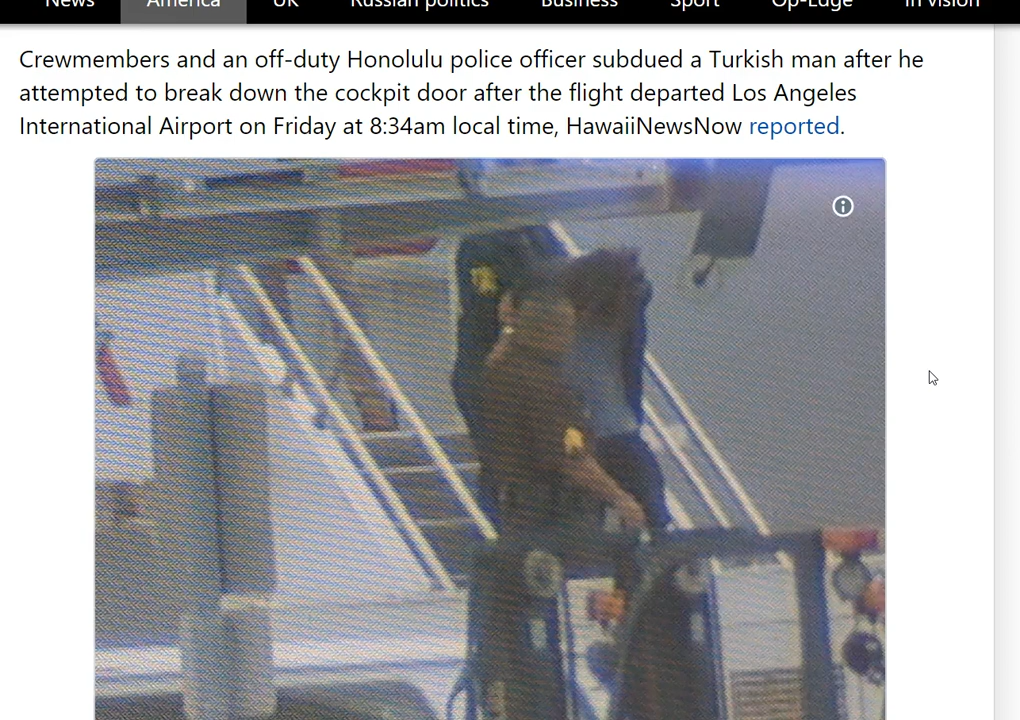 News America UK Russian politics Business Sport Op-Edge In vision
Crewmembers and an off-duty Honolulu police officer subdued a Turkish man after he
attempted to break down the cockpit door after the flight departed Los Angeles
International Airport on Friday at 8:34am local time, HawaiiNewsNow reported.